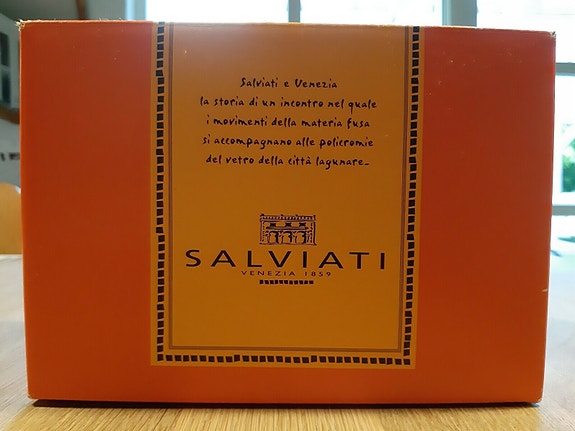 Salviati e Venezia
la storia di un incontro nel quale
i movimenti della materia fusa
si accompagnano alle policromie
del vetro della città lagunare_
SALVIATI
VENEZIA 1859